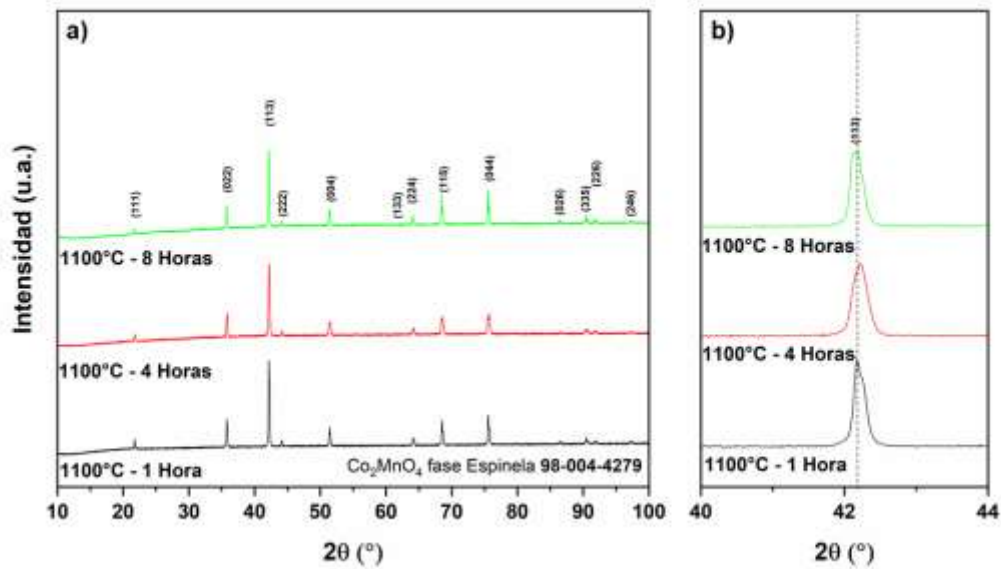 a)
b)
Intensidad (u.a.)
(111)
(022)
(113)
(222)
(004)
(133)
(224)
(115)
(044)
(026)
(335)
(226)
(246)
1100°C - 8 Horas
1100°C - 4 Horas
1100°C - 1 Hora
Co₂MnO₄ fase Espinela 98-004-4279
10 20 30 40 50 60 70 80 90 100
2θ (°)
(133)
1100°C - 8 Horas
1100°C - 4 Horas
1100°C - 1 Hora
40 42 44
2θ (°)